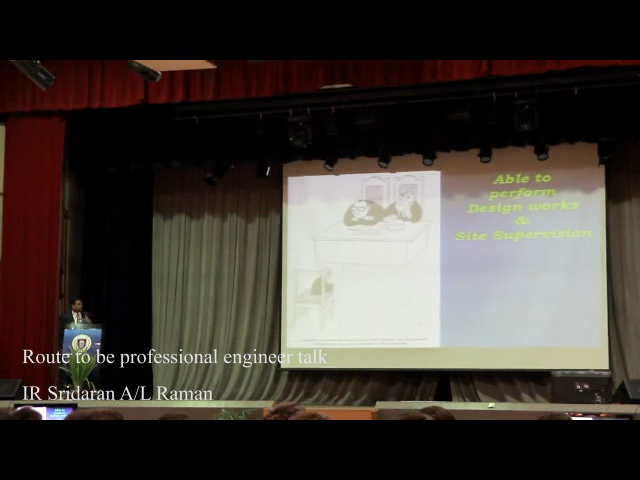 Able to
perform
Design works
&
Site Supervision
Route to be professional engineer talk
IR Sridaran A/L Raman